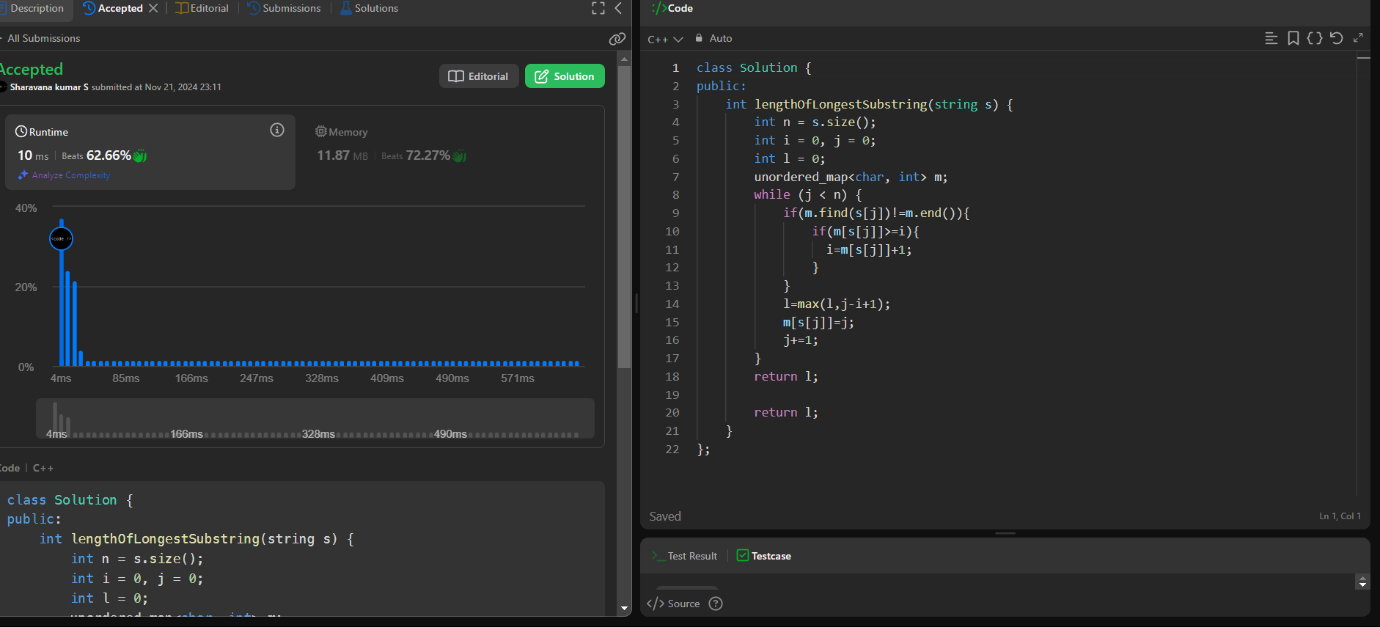 Description Accepted Editorial Submissions Solutions
All Submissions
Accepted
Sharavana kumar S submitted at Nov 21, 2024 23:11
Editorial Solution
Runtime
10 ms Beats 62.66%
Analyze Complexity
Memory
11.87 MB Beats 72.27%
40%
20%
0%
4ms 85ms 166ms 247ms 328ms 409ms 490ms 571ms
4ms 166ms 328ms 490ms
Code C++
class Solution {
public:
    int lengthOfLongestSubstring(string s) {
        int n = s.size();
        int i = 0, j = 0;
        int l = 0;
        unordered_map<char, int> m;
</>Code
C++ Auto
1 class Solution {
2 public:
3     int lengthOfLongestSubstring(string s) {
4         int n = s.size();
5         int i = 0, j = 0;
6         int l = 0;
7         unordered_map<char, int> m;
8         while (j < n) {
9             if(m.find(s[j])!=m.end()){
10                 if(m[s[j]]>=i){
11                   i=m[s[j]]+1;
12                 }
13             }
14             l=max(l,j-i+1);
15             m[s[j]]=j;
16             j+=1;
17         }
18         return l;
19
20         return l;
21     }
22 };
Saved Ln 1, Col 1
>_ Test Result Testcase
</> Source ?